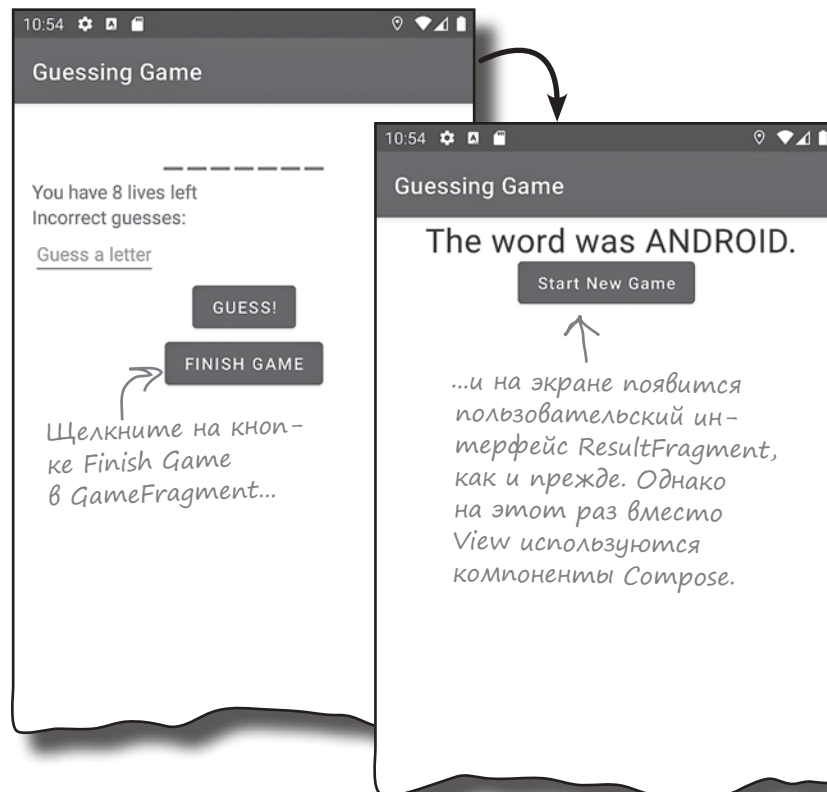 10:54
Guessing Game
You have 8 lives left
Incorrect guesses:
Guess a letter
GUESS!
FINISH GAME
Щелкните на кноп-
ке Finish Game
в GameFragment...
10:54
Guessing Game
The word was ANDROID.
Start New Game
...и на экране появится
пользовательский ин-
терфейс ResultFragment,
как и прежде. Однако
на этот раз вместо
View используются
компоненты Compose.